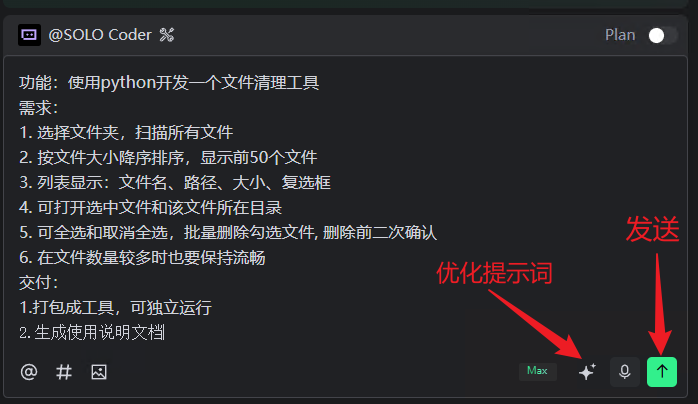 @SOLO Coder
Plan
功能：使用python开发一个文件清理工具
需求：
1. 选择文件夹，扫描所有文件
2. 按文件大小降序排序，显示前50个文件
3. 列表显示：文件名、路径、大小、复选框
4. 可打开选中文件和该文件所在目录
5. 可全选和取消全选，批量删除勾选文件, 删除前二次确认
6. 在文件数量较多时也要保持流畅
交付：
1.打包成工具，可独立运行
2. 生成使用说明文档
发送
优化提示词
Max